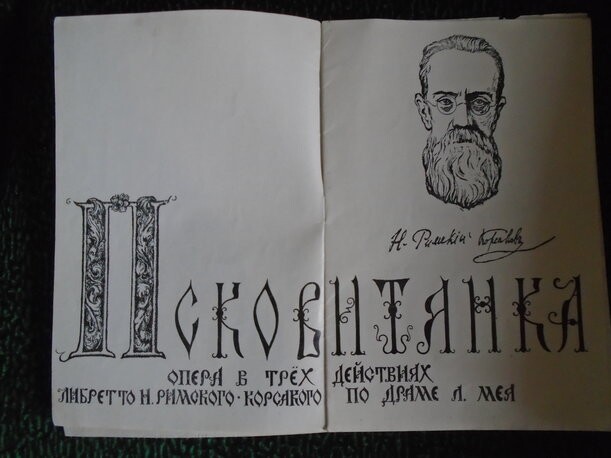 Н. Римскій-Корсаковъ
Псковитянка
опера в трёх действиях
либретто Н. Римского-Корсакого по драме Л. Мея